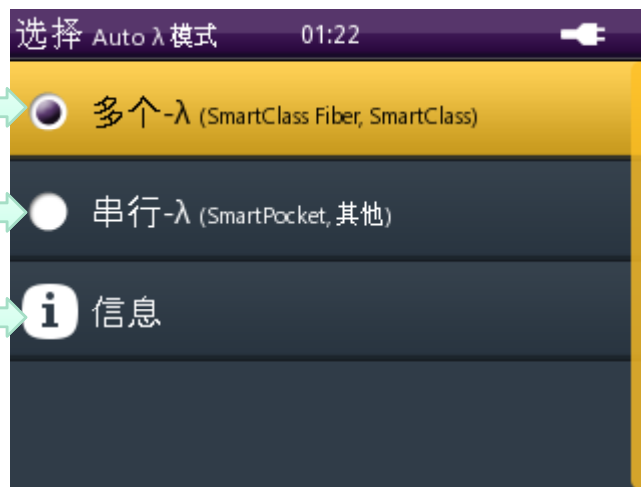 选择 Auto λ 模式 01:22
多个-λ (SmartClass Fiber, SmartClass)
串行-λ (SmartPocket, 其他)
i 信息